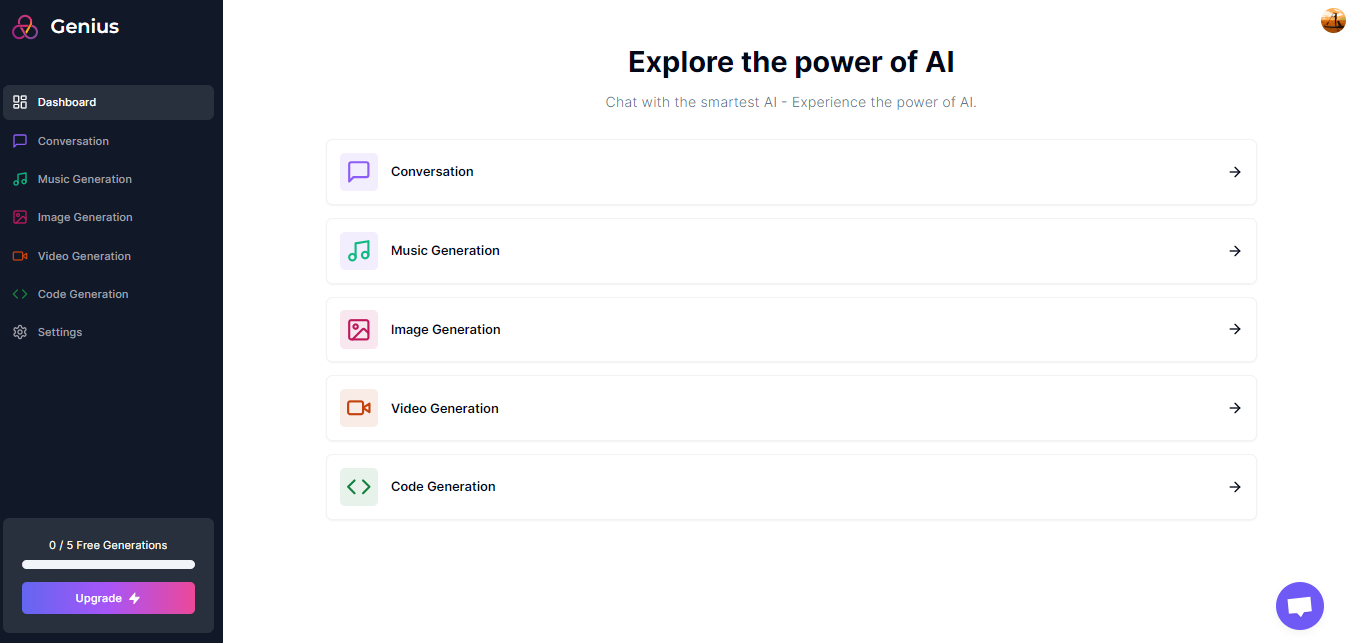 Genius
Dashboard
Conversation
Music Generation
Image Generation
Video Generation
Code Generation
Settings
0 / 5 Free Generations
Upgrade
Explore the power of AI
Chat with the smartest AI - Experience the power of AI.
Conversation
Music Generation
Image Generation
Video Generation
Code Generation